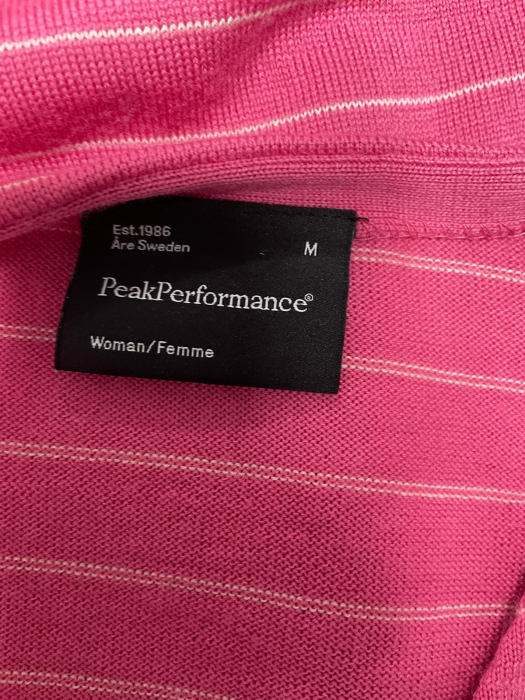 Est.1986
Åre Sweden
M
PeakPerformance®
Woman/Femme